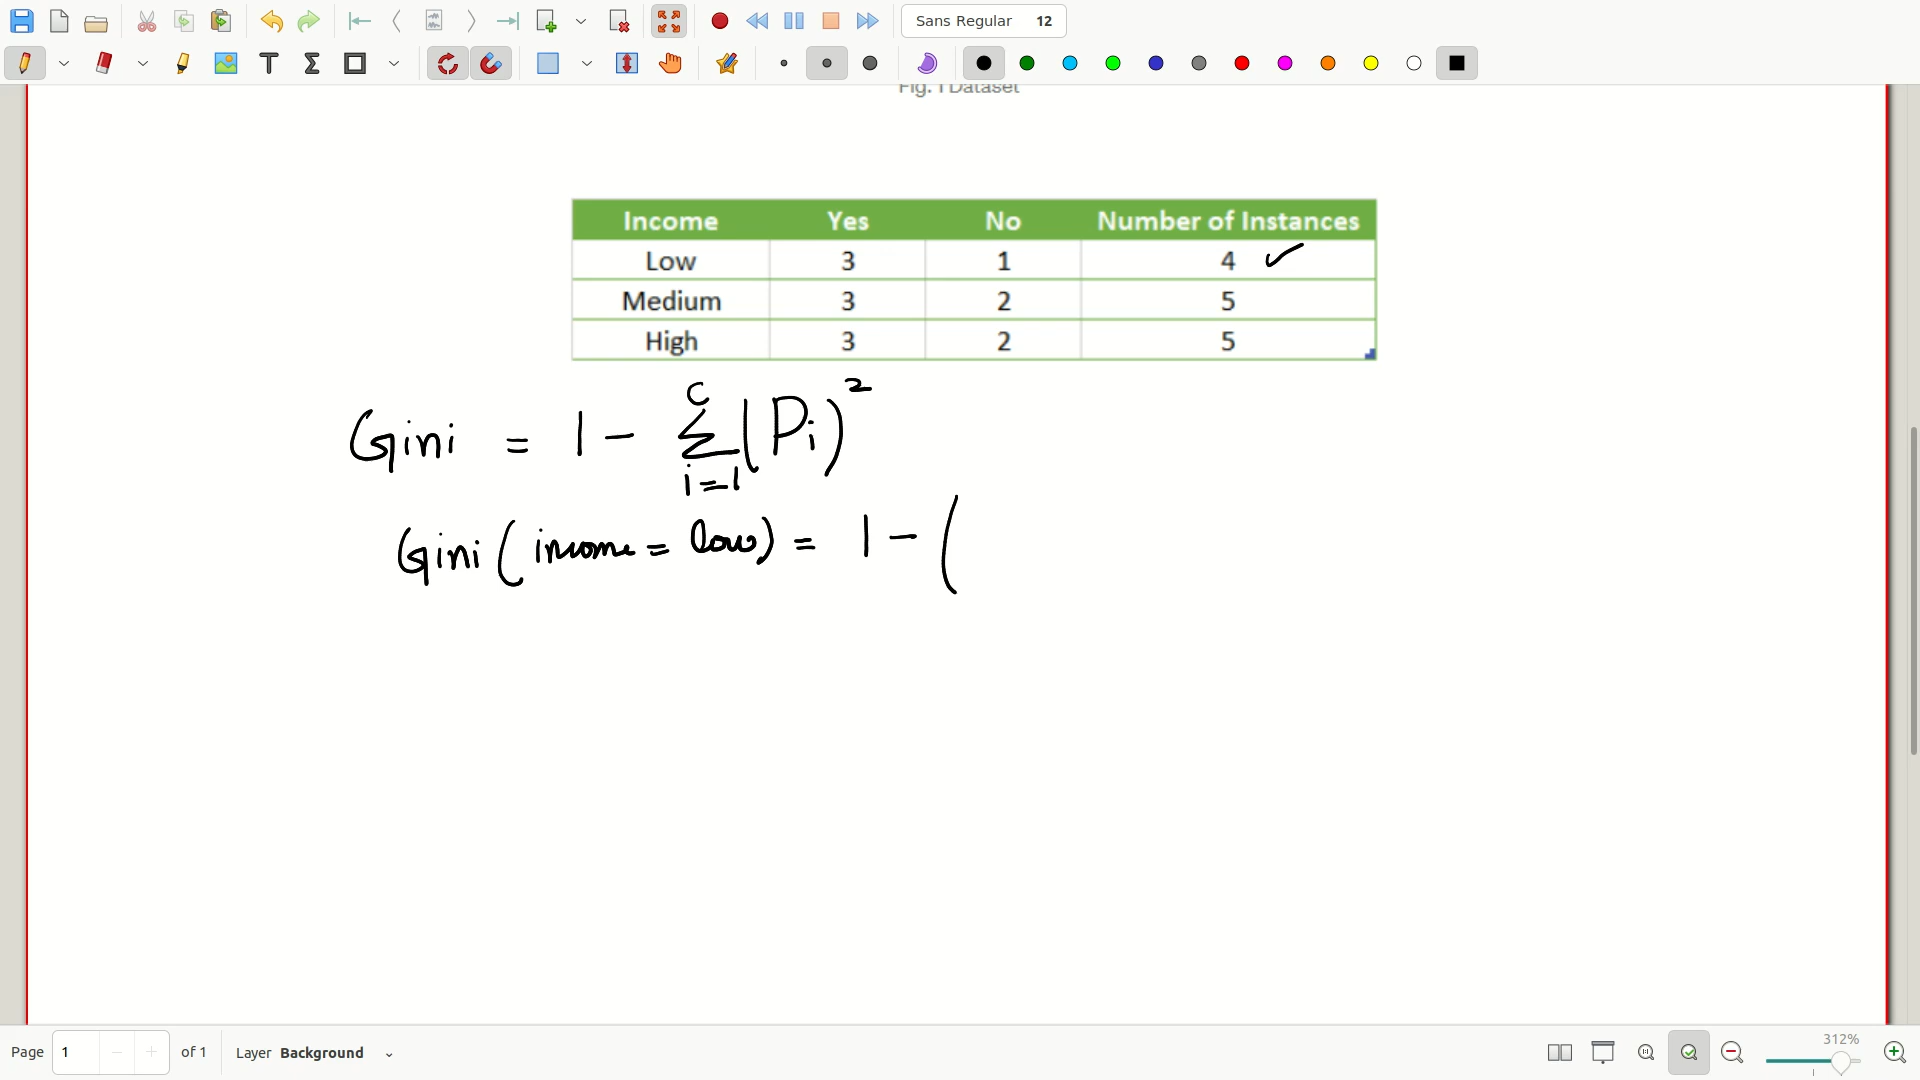 Sans Regular 12
Fig. 1 Dataset
Income Yes No Number of Instances
Low 3 1 4 ✓
Medium 3 2 5
High 3 2 5
Gini = 1 - Σ_{i=1}^{C} (Pi)²
Gini (income = low) = 1 - (
312%
Page 1 of 1 Layer Background